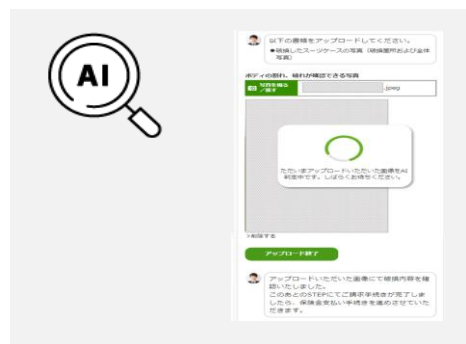 AI
以下の書類をアップロードしてください。
●破損したスーツケースの写真（破損箇所および全体
写真）
ボディの割れ、破れが確認できる写真
写真を撮る
／探す
.jpeg
ただいまアップロードいただいた画像をAI
判定中です。しばらくお待ちください。
×削除する
アップロード終了
アップロードいただいた画像にて破損内容を確
認いたしました。
このあとのSTEPにてご請求手続きが完了しま
したら、保険金支払い手続きを進めさせていた
だきます。